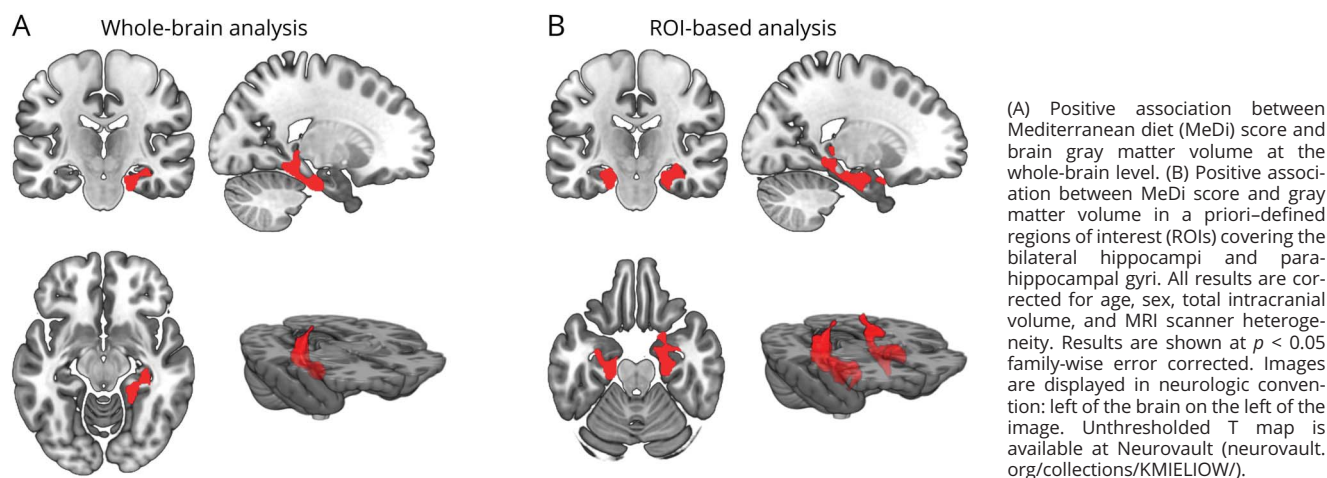 A Whole-brain analysis
B ROI-based analysis
(A) Positive association between
Mediterranean diet (MeDi) score and
brain gray matter volume at the
whole-brain level. (B) Positive associ-
ation between MeDi score and gray
matter volume in a priori–defined
regions of interest (ROIs) covering the
bilateral hippocampi and para-
hippocampal gyri. All results are cor-
rected for age, sex, total intracranial
volume, and MRI scanner heteroge-
neity. Results are shown at p < 0.05
family-wise error corrected. Images
are displayed in neurologic conven-
tion: left of the brain on the left of the
image. Unthresholded T map is
available at Neurovault (neurovault.
org/collections/KMIELIOW/).